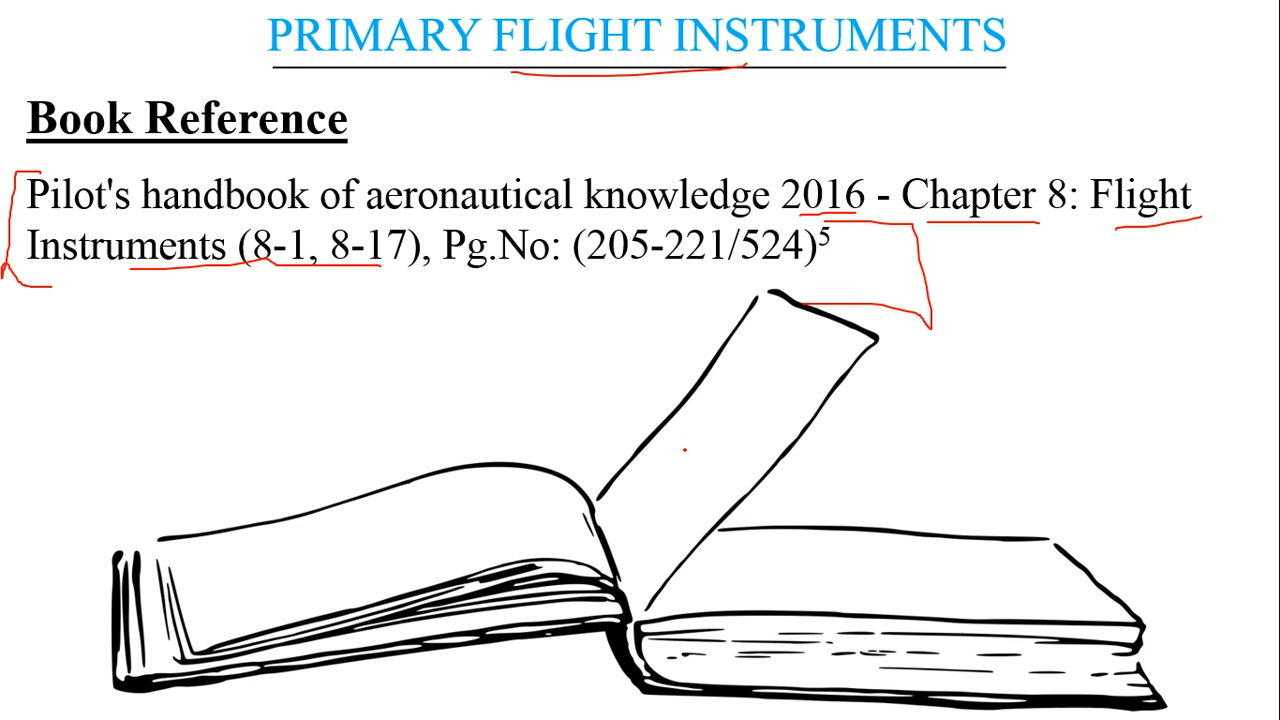 PRIMARY FLIGHT INSTRUMENTS
Book Reference
Pilot's handbook of aeronautical knowledge 2016 - Chapter 8: Flight
Instruments (8-1, 8-17), Pg.No: (205-221/524)⁵